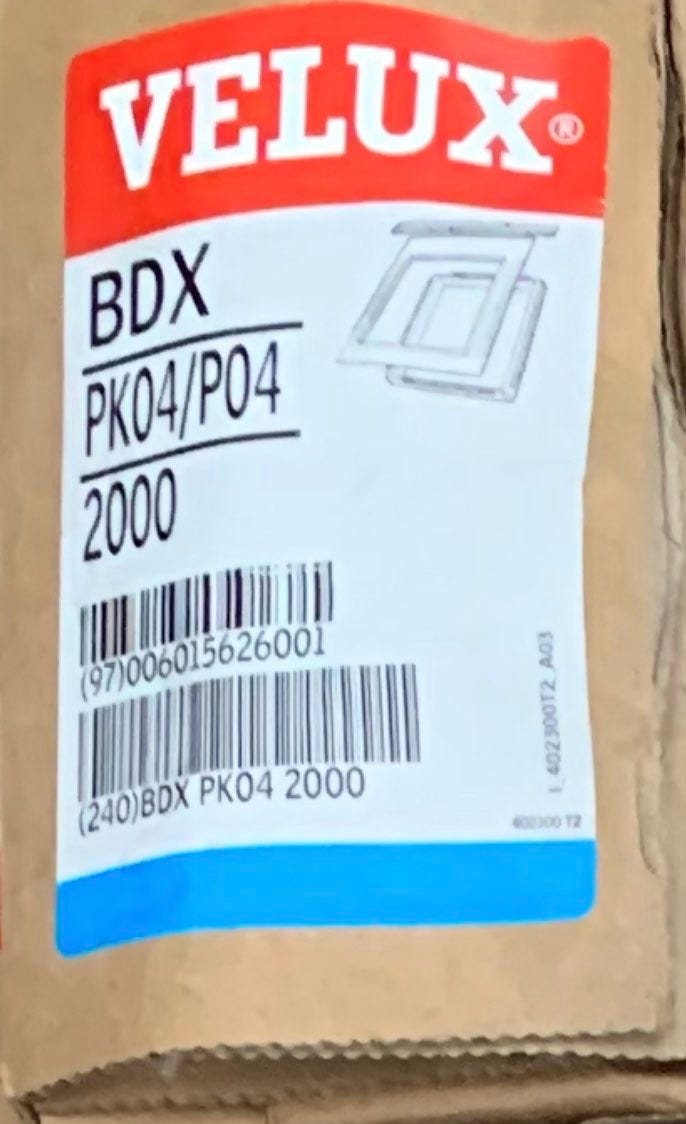 VELUX®
BDX
PK04/P04
2000
(97)006015626001
(240)BDX PK04 2000
I_402300T2_A03
402300 T2